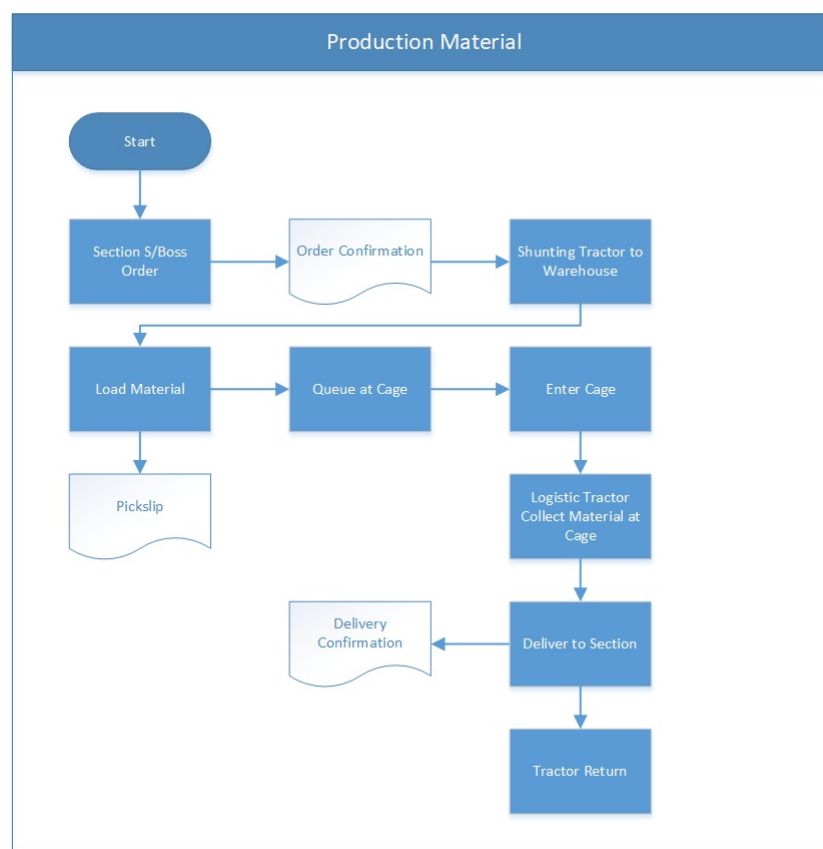 Production Material
Start
Section S/Boss
Order
Order Confirmation
Shunting Tractor to
Warehouse
Load Material
Queue at Cage
Enter Cage
Pickslip
Logistic Tractor
Collect Material at
Cage
Delivery
Confirmation
Deliver to Section
Tractor Return